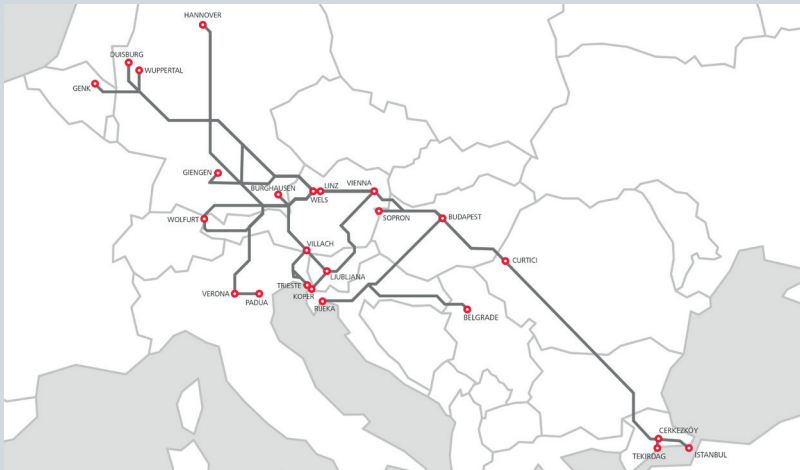 HANNOVER
DUISBURG
WUPPERTAL
GENK
GIENGEN
BURGHAUSEN
LINZ
WELS
VIENNA
WOLFURT
SOPRON
BUDAPEST
VILLACH
CURTICI
LJUBLJANA
TRIESTE
KOPER
VERONA
PADUA
RIJEKA
BELGRADE
CERKEZKÖY
TEKIRDAG
İSTANBUL